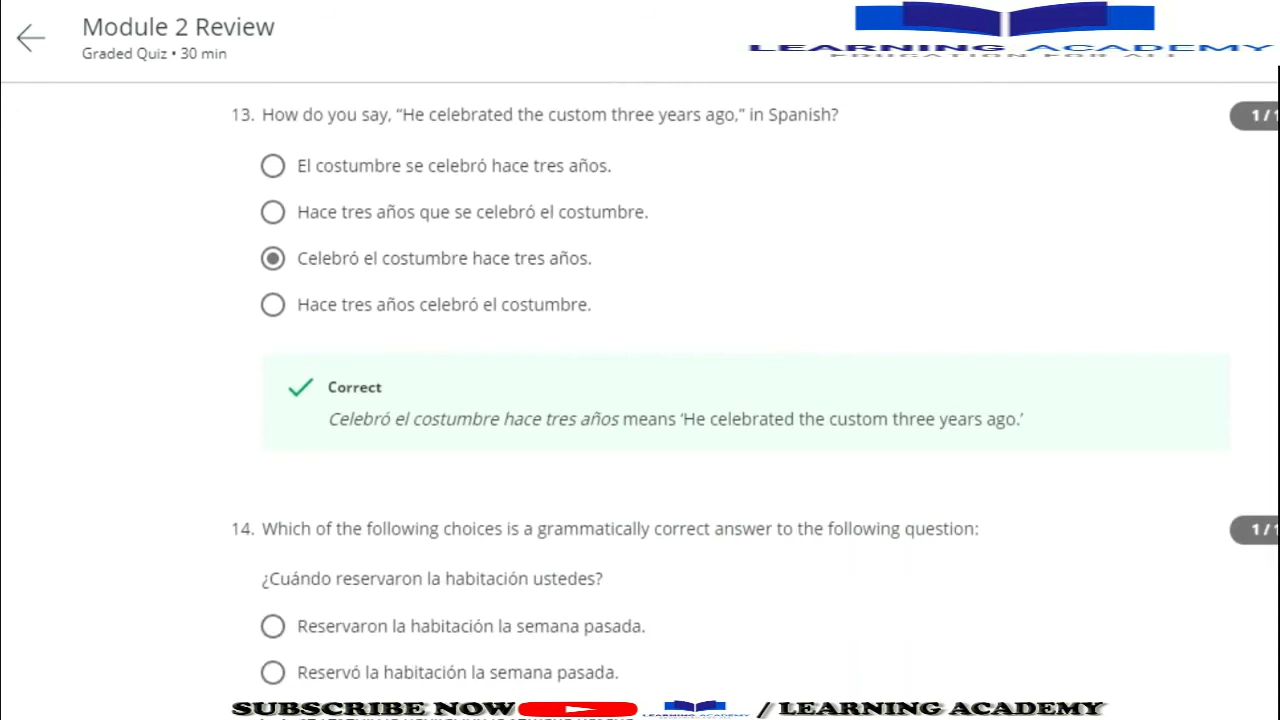 Module 2 Review
Graded Quiz • 30 min
LEARNING ACADEMY
EDUCATION FOR ALL
13. How do you say, “He celebrated the custom three years ago,” in Spanish?
1 / 1
El costumbre se celebró hace tres años.
Hace tres años que se celebró el costumbre.
Celebró el costumbre hace tres años.
Hace tres años celebró el costumbre.
Correct
Celebró el costumbre hace tres años means ‘He celebrated the custom three years ago.’
14. Which of the following choices is a grammatically correct answer to the following question:
1 / 1
¿Cuándo reservaron la habitación ustedes?
Reservaron la habitación la semana pasada.
Reservó la habitación la semana pasada.
SUBSCRIBE NOW / LEARNING ACADEMY
LEARNING ACADEMY